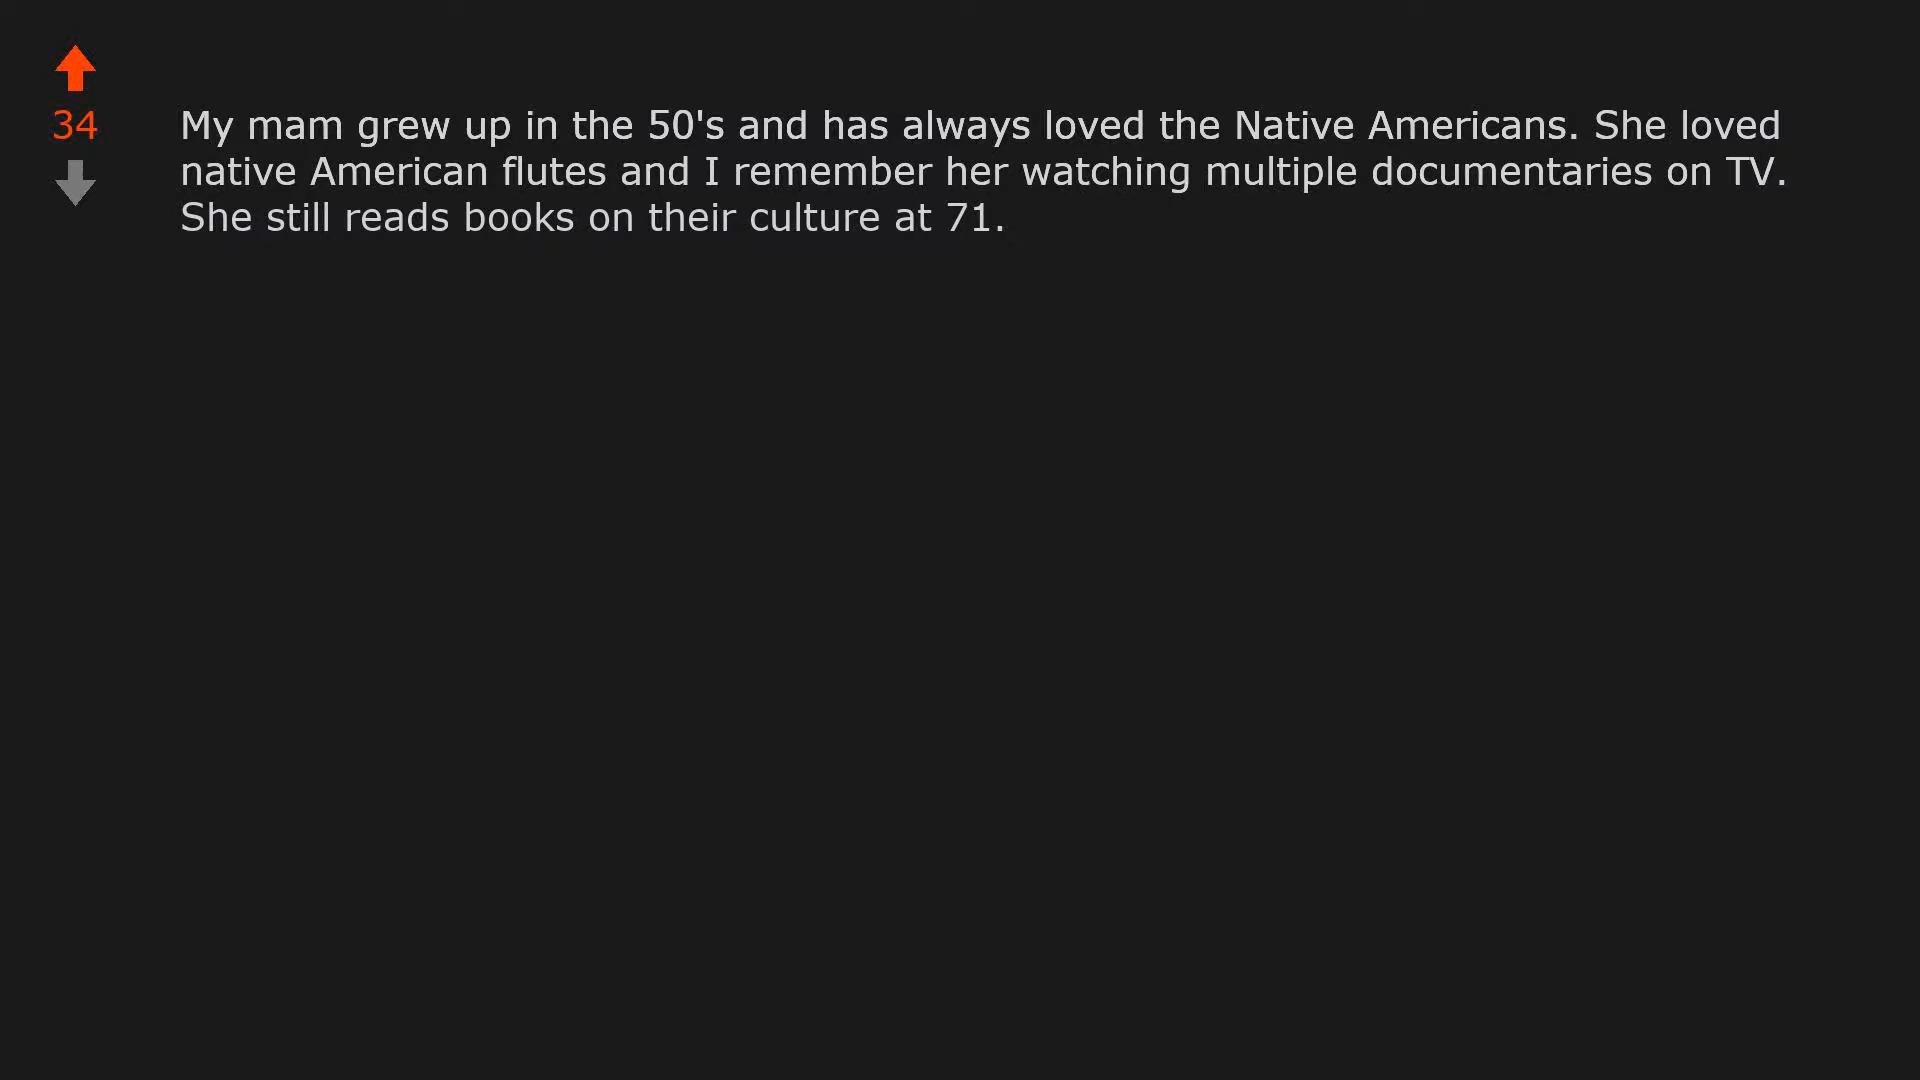 34
My mam grew up in the 50's and has always loved the Native Americans. She loved
native American flutes and I remember her watching multiple documentaries on TV.
She still reads books on their culture at 71.